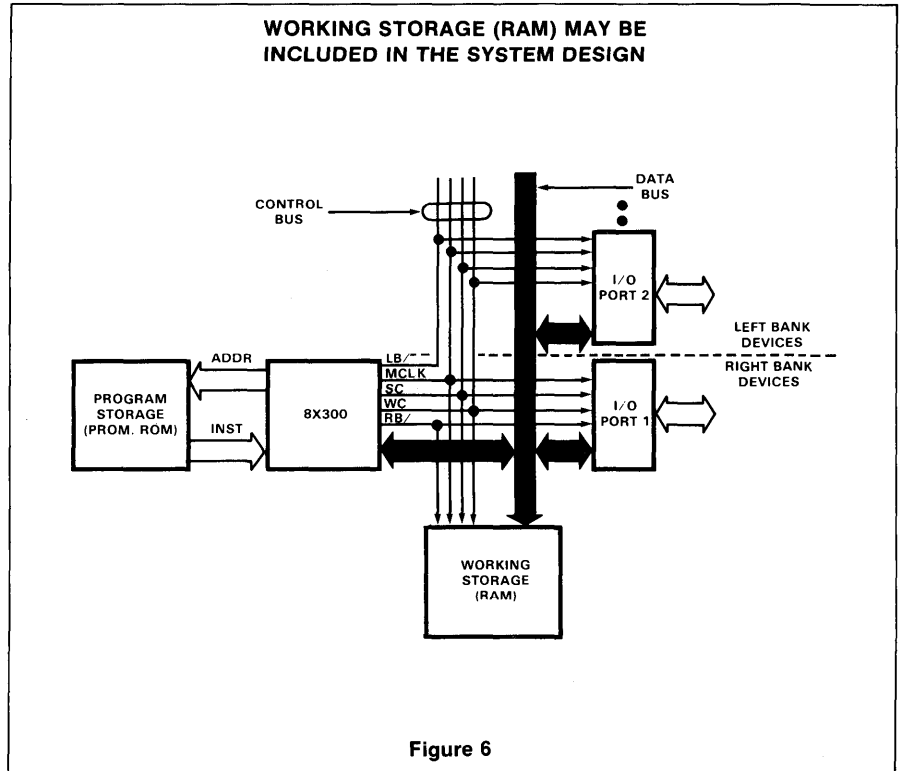 WORKING STORAGE (RAM) MAY BE
INCLUDED IN THE SYSTEM DESIGN
CONTROL
BUS
DATA
BUS
I/O
PORT 2
LEFT BANK
DEVICES
RIGHT BANK
DEVICES
PROGRAM
STORAGE
(PROM. ROM)
ADDR
INST
8X300
LB/
MCLK
SC
WC
RB/
I/O
PORT 1
WORKING
STORAGE
(RAM)
Figure 6